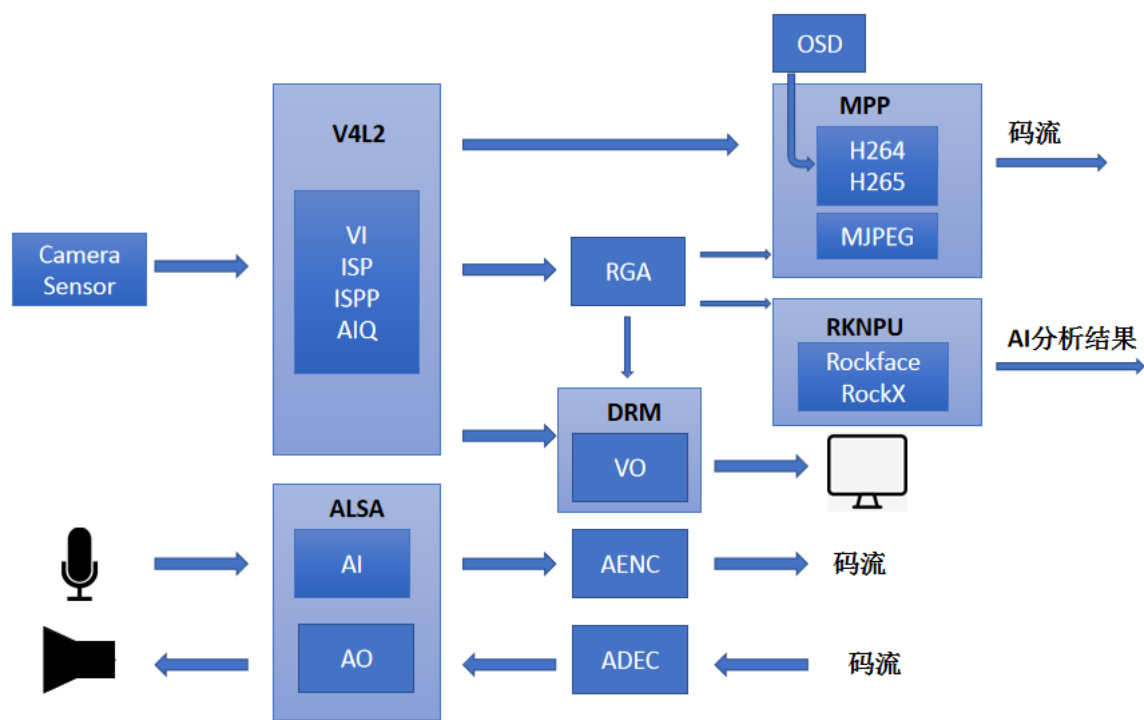 OSD
MPP
V4L2
H264
H265
码流
MJPEG
VI
ISP
ISPP
AIQ
Camera
Sensor
RGA
RKNPU
Rockface
RockX
AI分析结果
DRM
VO
ALSA
AI
AENC
码流
AO
ADEC
码流